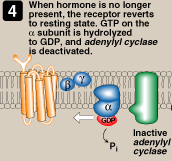 4
When hormone is no longer
present, the receptor reverts
to resting state. GTP on the
α subunit is hydrolyzed
to GDP, and adenylyl cyclase
is deactivated.
β γ
α
GDP
Pi
Inactive
adenylyl
cyclase